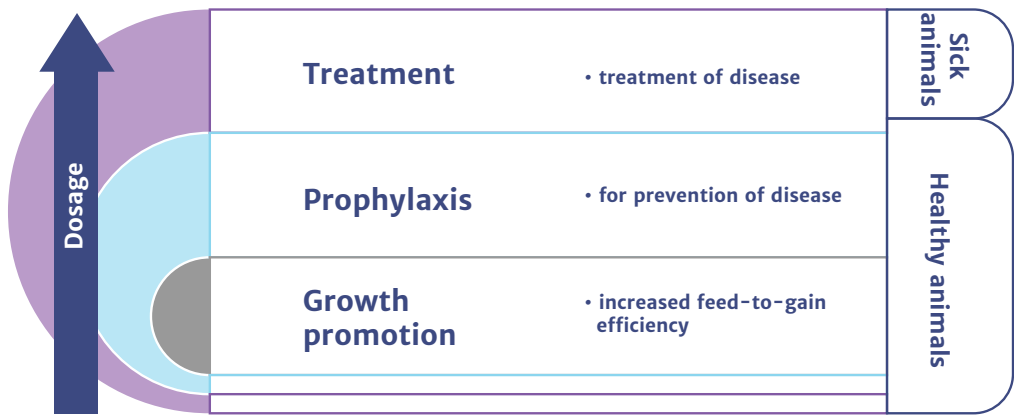 Dosage
Treatment
• treatment of disease
Prophylaxis
• for prevention of disease
Growth
promotion
• increased feed-to-gain
efficiency
Sick
animals
Healthy animals